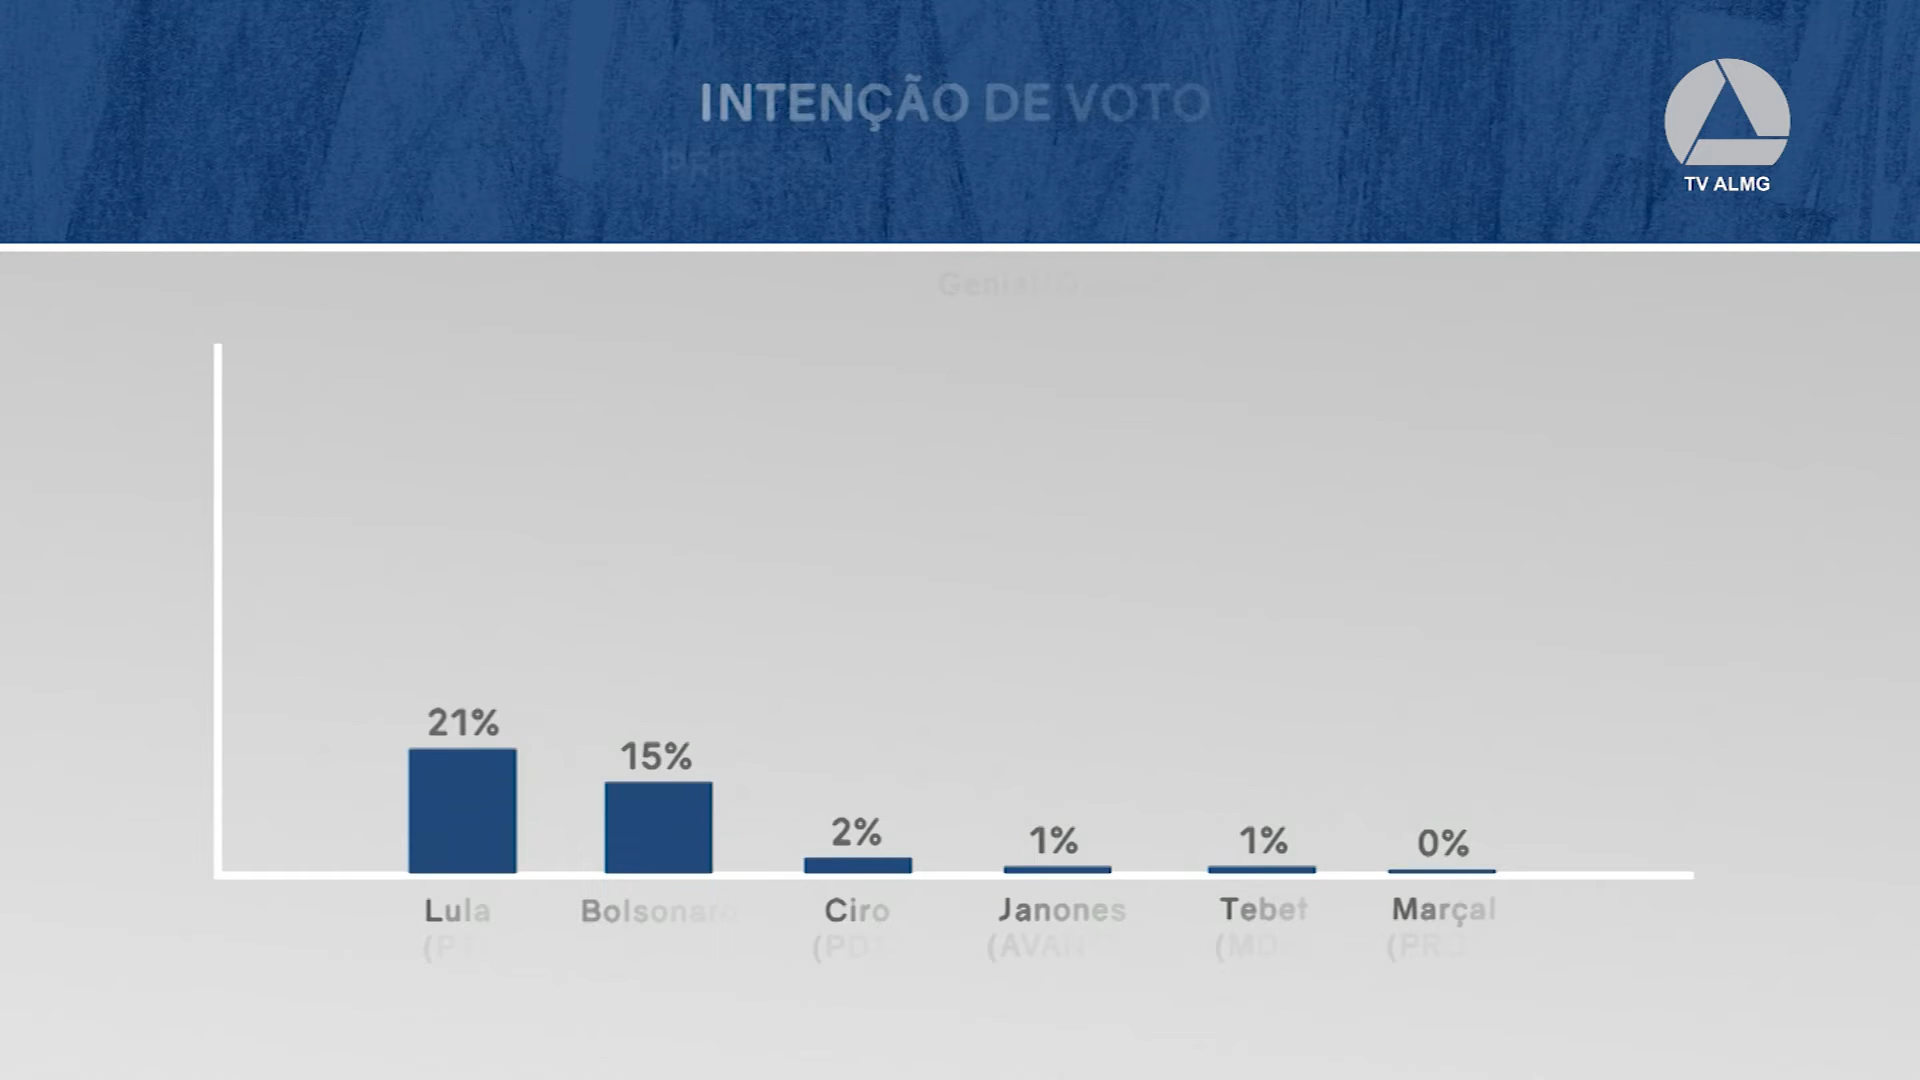 INTENÇÃO DE VOTO
TV ALMG
21%
15%
2%
1%
1%
0%
Lula
Bolsonaro
Ciro
Janones
Tebet
Marçal